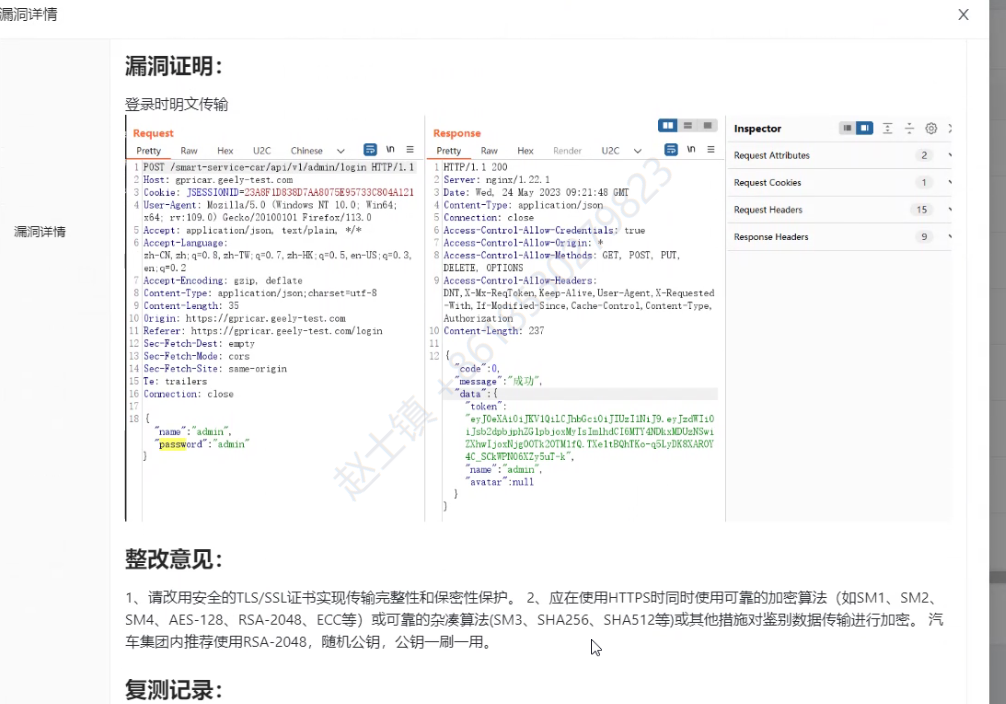 漏洞详情
漏洞证明：
登录时明文传输
Request
Pretty Raw Hex U2C Chinese \n
1 POST /smart-service-car/api/v1/admin/login HTTP/1.1
2 Host: gpricar.geely-test.com
3 Cookie: JSESSIONID=23A8F1D838D7AA8075E95733C804A121
4 User-Agent: Mozilla/5.0 (Windows NT 10.0; Win64;
x64; rv:109.0) Gecko/20100101 Firefox/113.0
5 Accept: application/json, text/plain, */*
6 Accept-Language:
zh-CN,zh;q=0.8,zh-TW;q=0.7,zh-HK;q=0.5,en-US;q=0.3,
en;q=0.2
7 Accept-Encoding: gzip, deflate
8 Content-Type: application/json;charset=utf-8
9 Content-Length: 35
10 Origin: https://gpricar.geely-test.com
11 Referer: https://gpricar.geely-test.com/login
12 Sec-Fetch-Dest: empty
13 Sec-Fetch-Mode: cors
14 Sec-Fetch-Site: same-origin
15 Te: trailers
16 Connection: close
17
18 {
"name":"admin",
"password":"admin"
}
Response
Pretty Raw Hex Render U2C \n
1 HTTP/1.1 200
2 Server: nginx/1.22.1
3 Date: Wed, 24 May 2023 09:21:48 GMT
4 Content-Type: application/json
5 Connection: close
6 Access-Control-Allow-Credentials: true
7 Access-Control-Allow-Origin: *
8 Access-Control-Allow-Methods: GET, POST, PUT,
DELETE, OPTIONS
9 Access-Control-Allow-Headers:
DNT,X-Mx-ReqToken,Keep-Alive,User-Agent,X-Requested
-With,If-Modified-Since,Cache-Control,Content-Type,
Authorization
10 Content-Length: 237
11
12 {
"code":0,
"message":"成功",
"data":{
"token":
"name":"admin",
"avatar":null
}
}
Inspector
Request Attributes 2
Request Cookies 1
Request Headers 15
Response Headers 9
漏洞详情
赵士镇
整改意见：
1、请改用安全的TLS/SSL证书实现传输完整性和保密性保护。 2、应在使用HTTPS时同时使用可靠的加密算法（如SM1、SM2、
SM4、AES-128、RSA-2048、ECC等）或可靠的杂凑算法(SM3、SHA256、SHA512等)或其他措施对鉴别数据传输进行加密。 汽
车集团内推荐使用RSA-2048，随机公钥，公钥一刷一用。
复测记录：